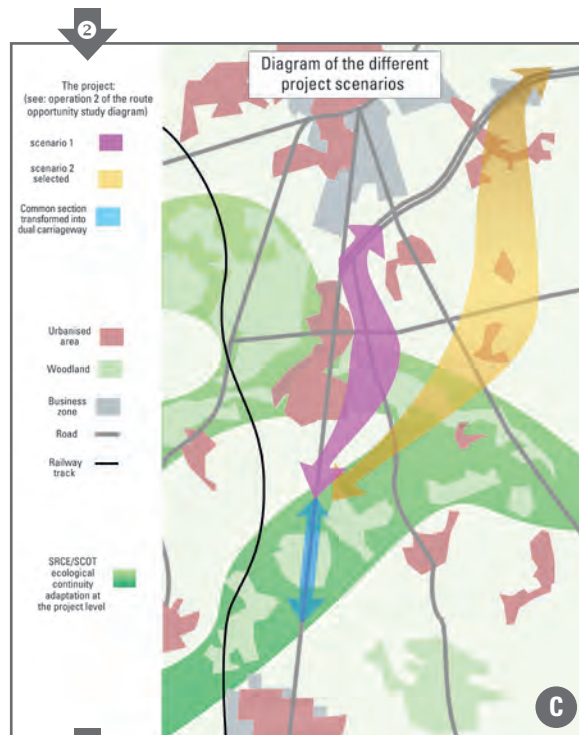 2
Diagram of the different
project scenarios
The project:
(see: operation 2 of the route
opportunity study diagram)
scenario 1
scenario 2
selected
Common section
transformed into
dual carriageway
Urbanised
area
Woodland
Business
zone
Road
Railway
track
SRCE/SCOT
ecological
continuity
adaptation at
the project level
C